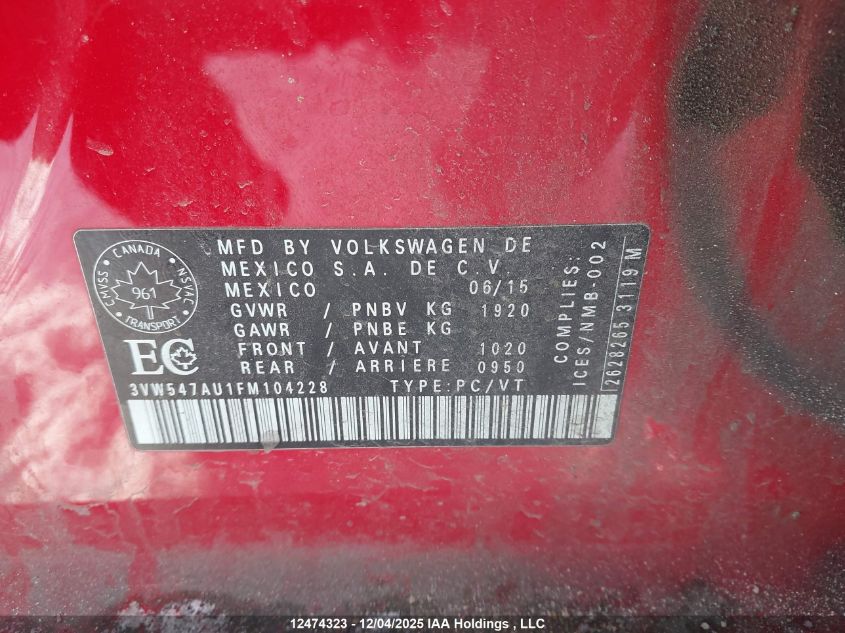 CANADA
CMVSS
NSVAC
961
TRANSPORT
MFD BY VOLKSWAGEN DE
MEXICO S.A. DE C.V.
MEXICO 06/15
GVWR / PNBV KG 1920
GAWR / PNBE KG
FRONT / AVANT 1020
REAR / ARRIERE 0950
EC
3VW547AU1FM104228 TYPE:PC/VT
COMPLIES:
ICES/NMB-002
2628265 3119M
12474323 - 12/04/2025 IAA Holdings , LLC